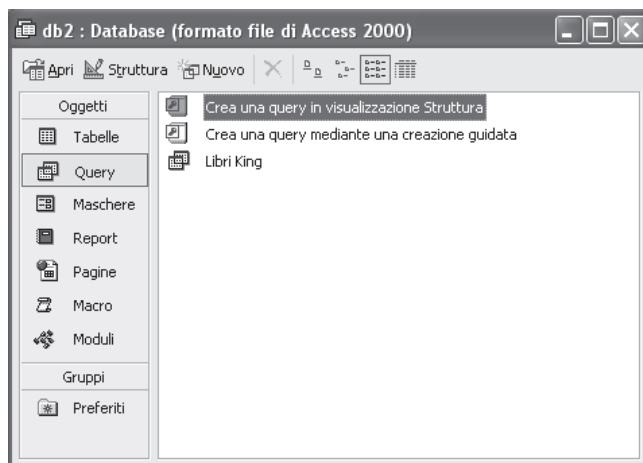 db2 : Database (formato file di Access 2000)
Apri Struttura Nuovo
Oggetti
Tabelle
Query
Maschere
Report
Pagine
Macro
Moduli
Gruppi
Preferiti
Crea una query in visualizzazione Struttura
Crea una query mediante una creazione guidata
Libri King